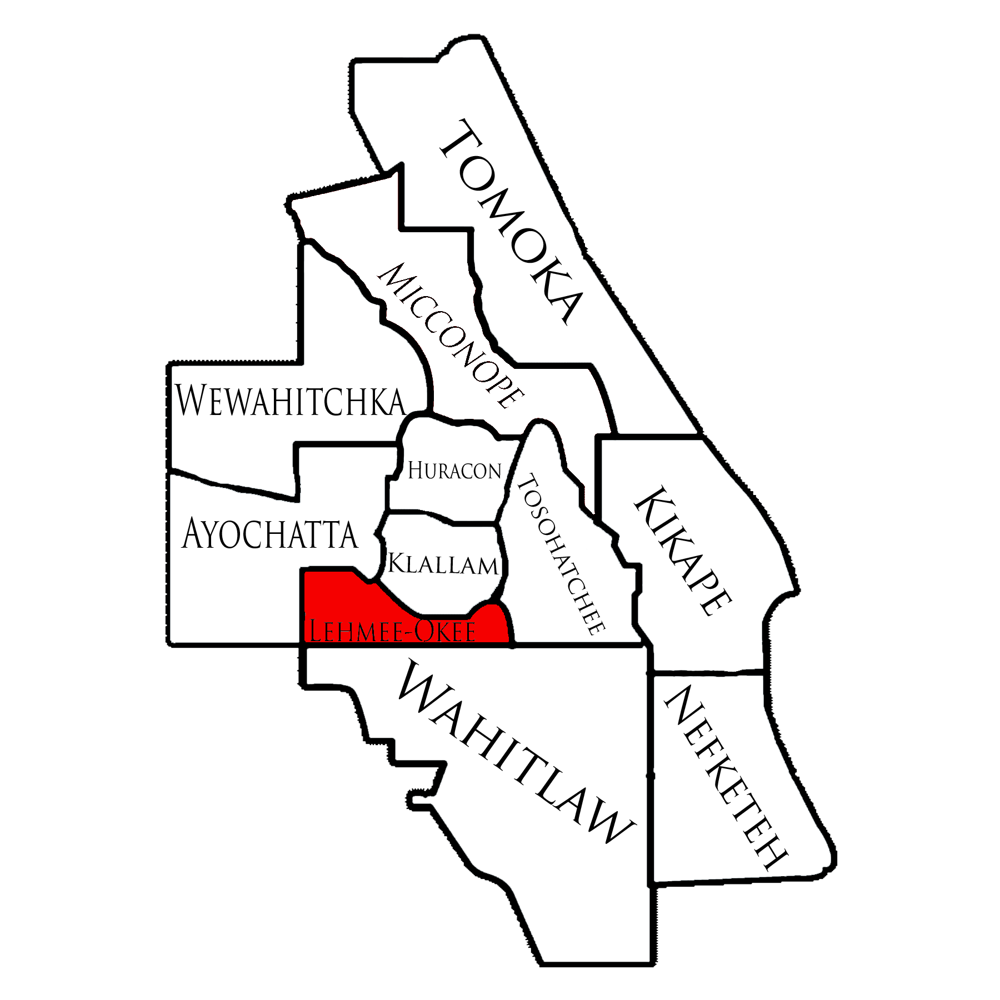 TOMOKA
MICCONOPE
WEWAHITCHKA
HURACON
TOSOHATCHEE
KIKAPE
AYOCHATTA
KLALLAM
LEHMEE-OKEE
WAHITLAW
NEFKETEH